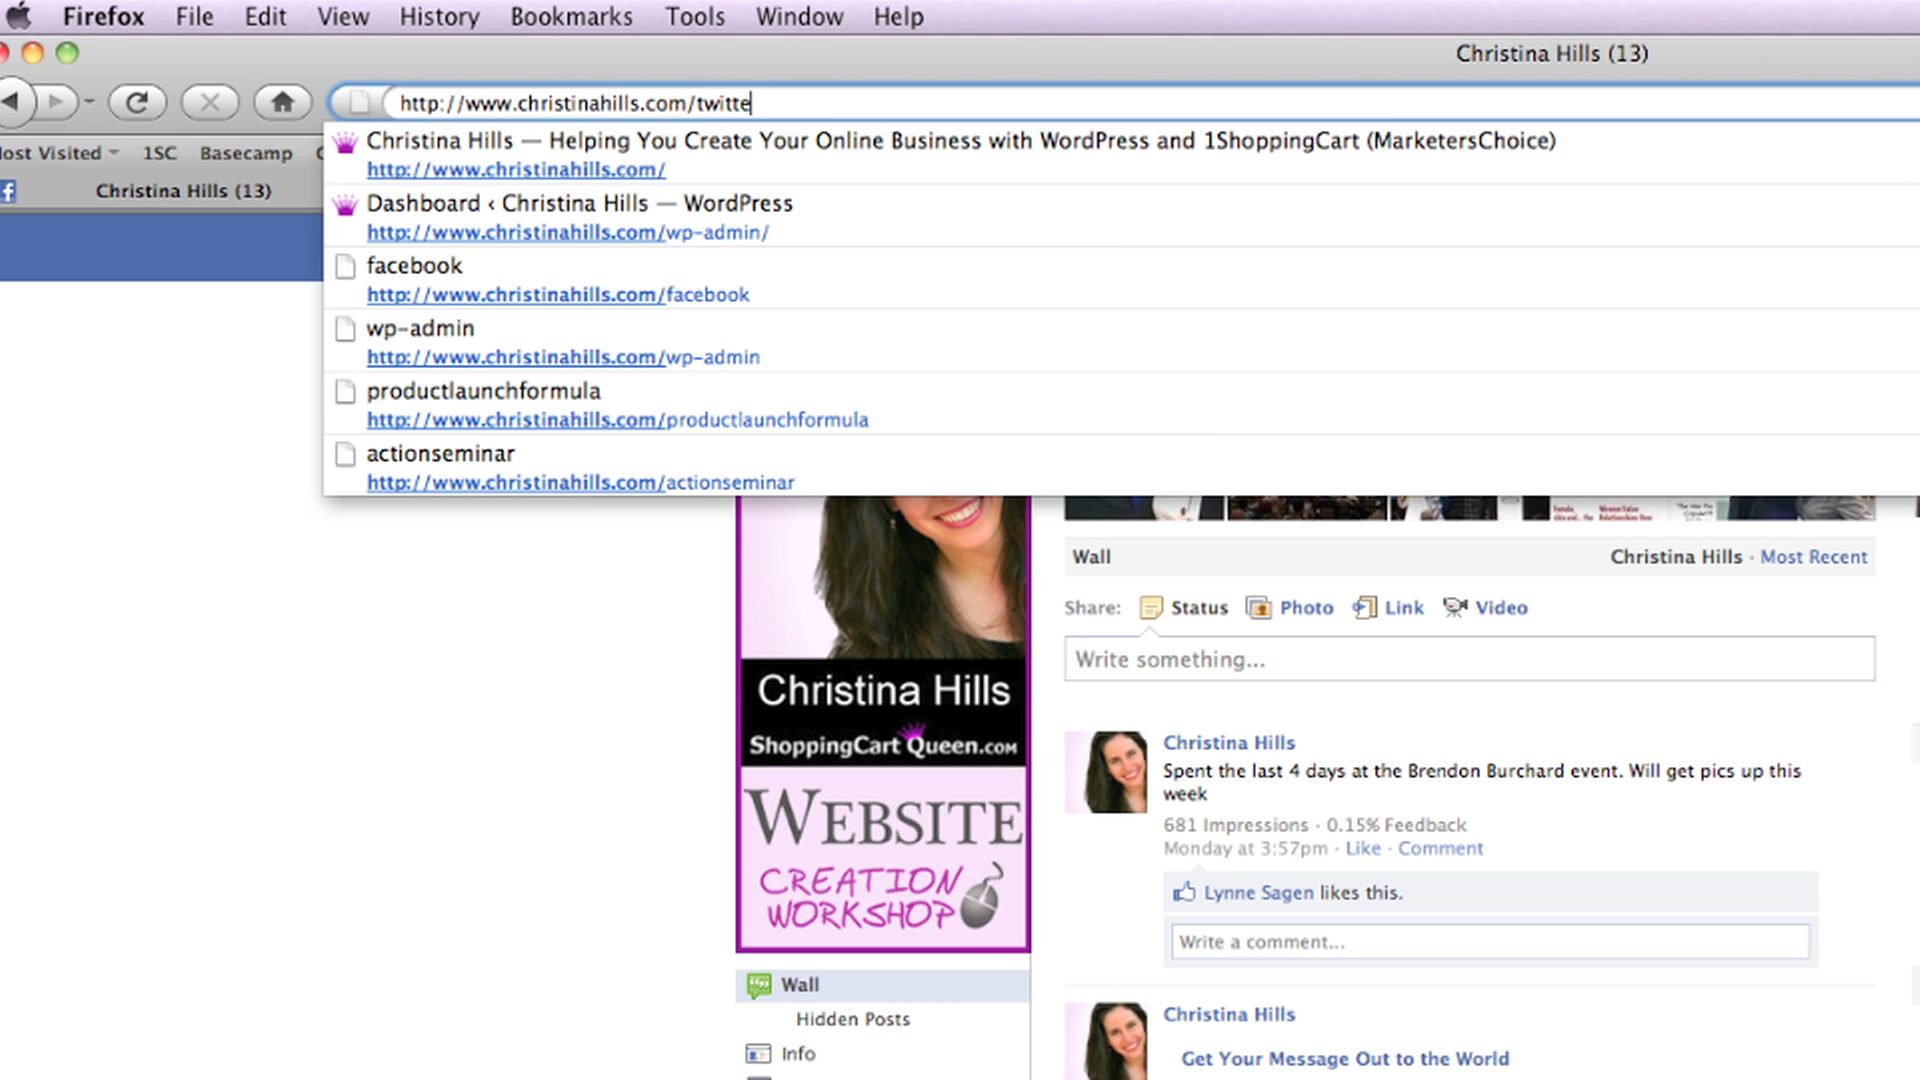 Firefox File Edit View History Bookmarks Tools Window Help
Christina Hills (13)
http://www.christinahills.com/twitte
Most Visited 1SC Basecamp
Christina Hills (13)
Christina Hills — Helping You Create Your Online Business with WordPress and 1ShoppingCart (MarketersChoice)
http://www.christinahills.com/
Dashboard ‹ Christina Hills — WordPress
http://www.christinahills.com/wp-admin/
facebook
http://www.christinahills.com/facebook
wp-admin
http://www.christinahills.com/wp-admin
productlaunchformula
http://www.christinahills.com/productlaunchformula
actionseminar
http://www.christinahills.com/actionseminar
Christina Hills
ShoppingCart Queen.com
WEBSITE
CREATION
WORKSHOP
Wall
Hidden Posts
Info
Wall Christina Hills · Most Recent
Share: Status Photo Link Video
Write something...
Christina Hills
Spent the last 4 days at the Brendon Burchard event. Will get pics up this
week
681 Impressions · 0.15% Feedback
Monday at 3:57pm · Like · Comment
Lynne Sagen likes this.
Write a comment...
Christina Hills
Get Your Message Out to the World